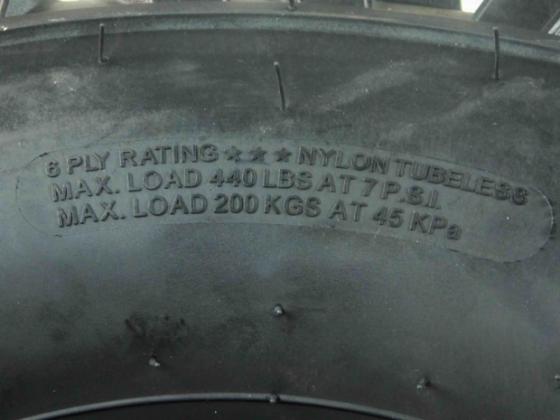 6 PLY RATING★★★NYLON TUBELESS
MAX. LOAD 440 LBS AT 7 P.S.I.
MAX. LOAD 200 KGS AT 45 KPa